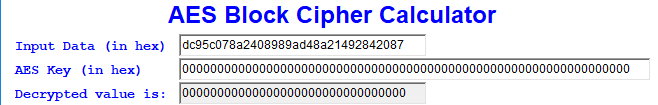 AES Block Cipher Calculator
Input Data (in hex) dc95c078a2408989ad48a21492842087
AES Key (in hex) 0000000000000000000000000000000000000000000000000000000000000000
Decrypted value is: 00000000000000000000000000000000